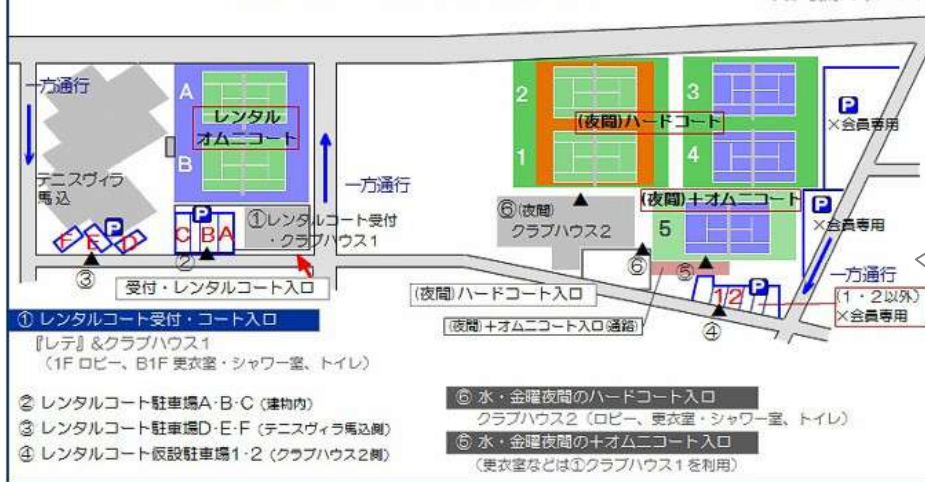 一方通行
A
レンタル
オムニコート
B
テニスヴィラ
馬込
P
F E D
P
C B A
①レンタルコート受付
・クラブハウス1
一方通行
③
②
受付・レンタルコート入口
2
(夜間)ハードコート
1
3
4
P
×会員専用
(夜間)+オムニコート
⑥(夜間)
クラブハウス2
5
P
×会員専用
⑥
⑤
一方通行
(夜間)ハードコート入口
1 2
P
(1・2以外)
×会員専用
(夜間)+オムニコート入口(通路)
④
① レンタルコート受付・コート入口
『レテ』&クラブハウス1
(1F ロビー、B1F 更衣室・シャワー室、トイレ)
② レンタルコート駐車場A・B・C (建物内)
③ レンタルコート駐車場D・E・F (テニスヴィラ馬込側)
④ レンタルコート仮設駐車場1・2 (クラブハウス2側)
⑥ 水・金曜夜間のハードコート入口
クラブハウス2(ロビー、更衣室・シャワー室、トイレ)
⑤ 水・金曜夜間の+オムニコート入口
(更衣室などは①クラブハウス1を利用)